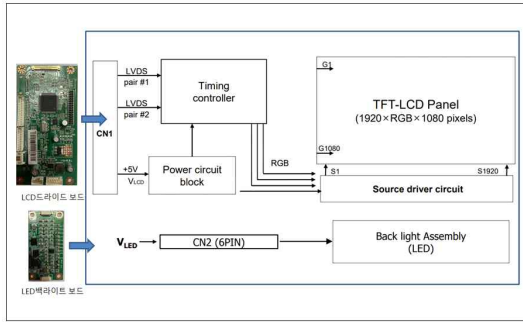 LVDS
pair #1
LVDS
pair #2
CN1
+5V
VLCD
Timing
controller
Power circuit
block
RGB
G1
TFT-LCD Panel
(1920×RGB×1080 pixels)
G1080
S1
S1920
Source driver circuit
LCD드라이드 보드
VLED
CN2 (6PIN)
Back light Assembly
(LED)
LED백라이트 보드